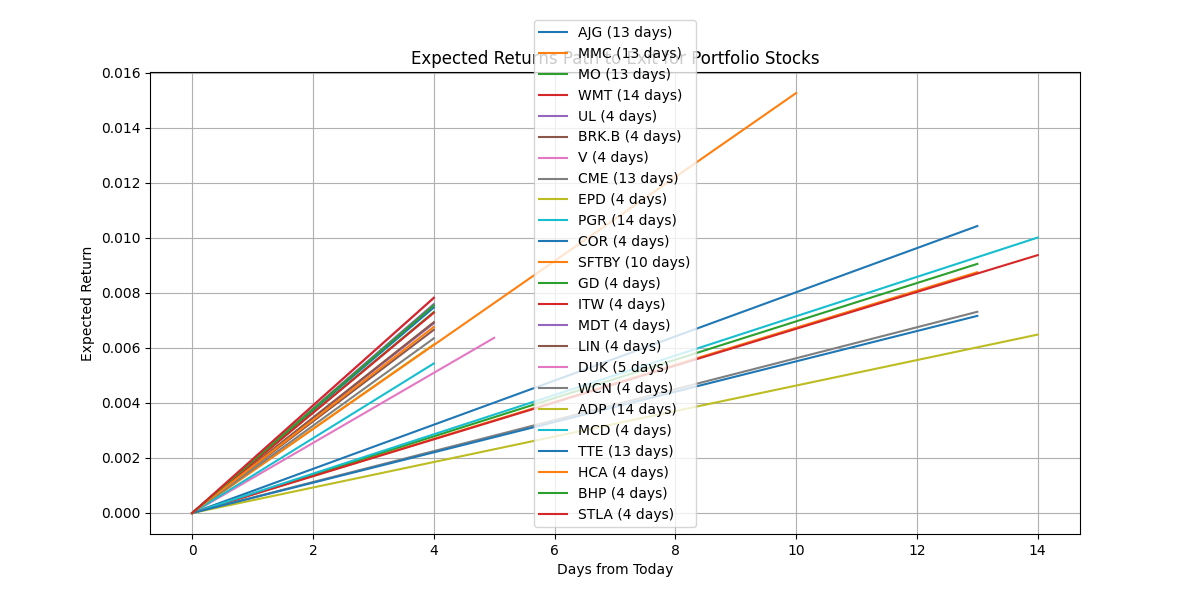 Expected Returns Path to Exit for Portfolio Stocks
Expected Return
0.016
0.014
0.012
0.010
0.008
0.006
0.004
0.002
0.000
AJG (13 days)
MMC (13 days)
MO (13 days)
WMT (14 days)
UL (4 days)
BRK.B (4 days)
V (4 days)
CME (13 days)
EPD (4 days)
PGR (14 days)
COR (4 days)
SFTBY (10 days)
GD (4 days)
ITW (4 days)
MDT (4 days)
LIN (4 days)
DUK (5 days)
WCN (4 days)
ADP (14 days)
MCD (4 days)
TTE (13 days)
HCA (4 days)
BHP (4 days)
STLA (4 days)
0 2 4 6 8 10 12 14
Days from Today